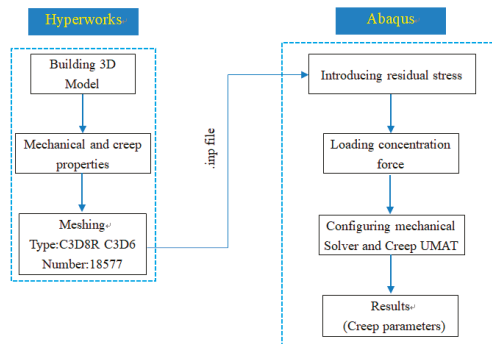 Hyperworks
Building 3D
Model
Mechanical and creep
properties
Meshing
Type:C3D8R C3D6
Number:18577
.inp file
Abaqus
Introducing residual stress
Loading concentration
force
Configuring mechanical
Solver and Creep UMAT
Results
(Creep parameters)